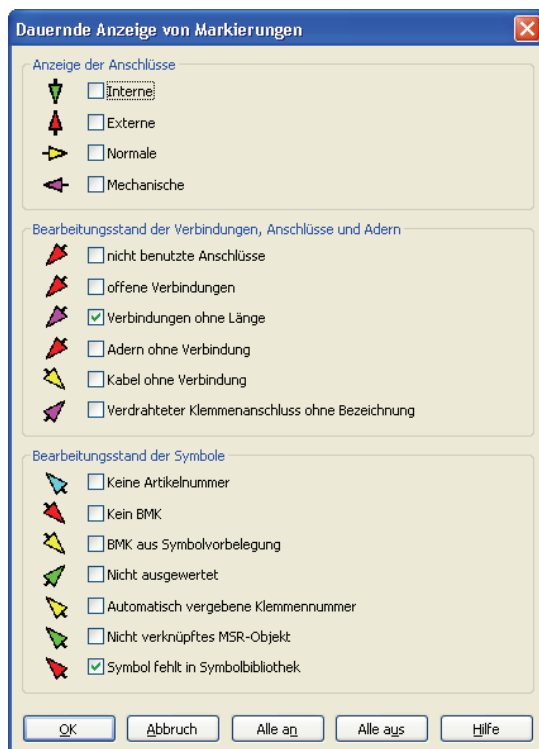 Dauernde Anzeige von Markierungen
Anzeige der Anschlüsse
Interne
Externe
Normale
Mechanische
Bearbeitungsstand der Verbindungen, Anschlüsse und Adern
nicht benutzte Anschlüsse
offene Verbindungen
Verbindungen ohne Länge
Adern ohne Verbindung
Kabel ohne Verbindung
Verdrahteter Klemmenanschluss ohne Bezeichnung
Bearbeitungsstand der Symbole
Keine Artikelnummer
Kein BMK
BMK aus Symbolvorbelegung
Nicht ausgewertet
Automatisch vergebene Klemmennummer
Nicht verknüpftes MSR-Objekt
Symbol fehlt in Symbolbibliothek
OK Abbruch Alle an Alle aus Hilfe